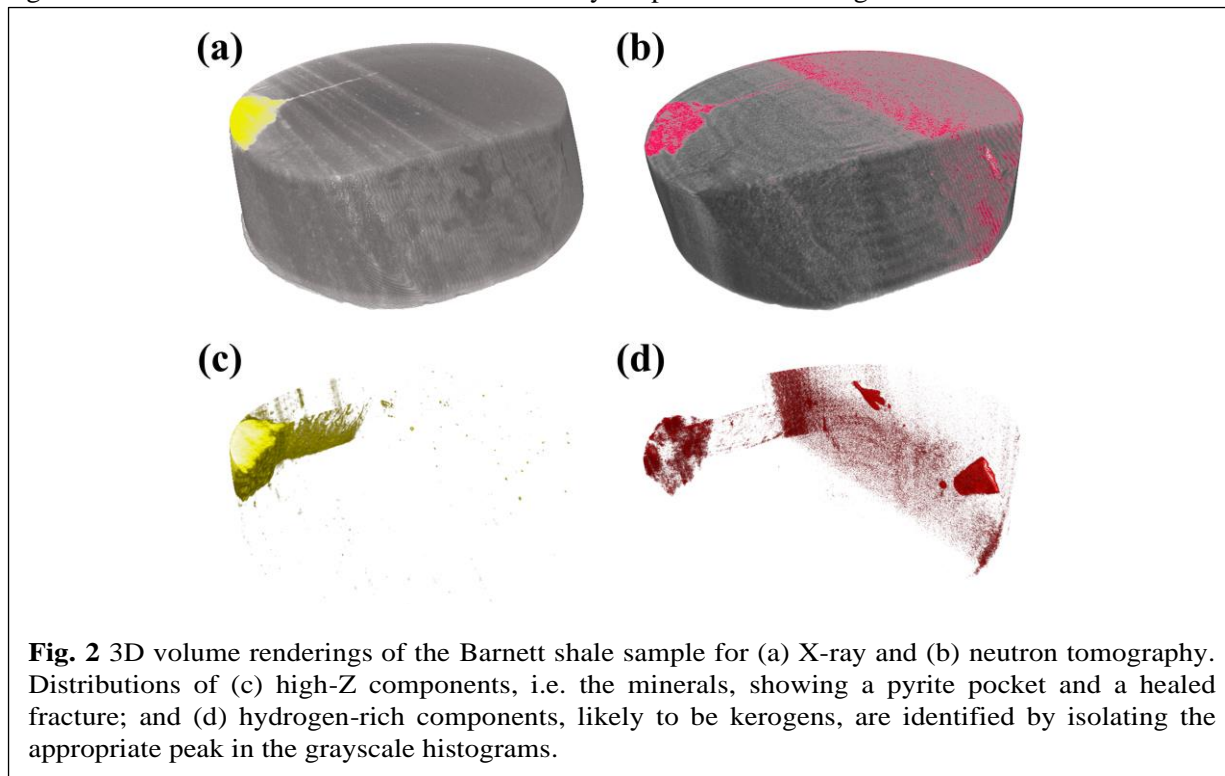 (a)
(b)
(c)
(d)
Fig. 2 3D volume renderings of the Barnett shale sample for (a) X-ray and (b) neutron tomography.
Distributions of (c) high-Z components, i.e. the minerals, showing a pyrite pocket and a healed
fracture; and (d) hydrogen-rich components, likely to be kerogens, are identified by isolating the
appropriate peak in the grayscale histograms.